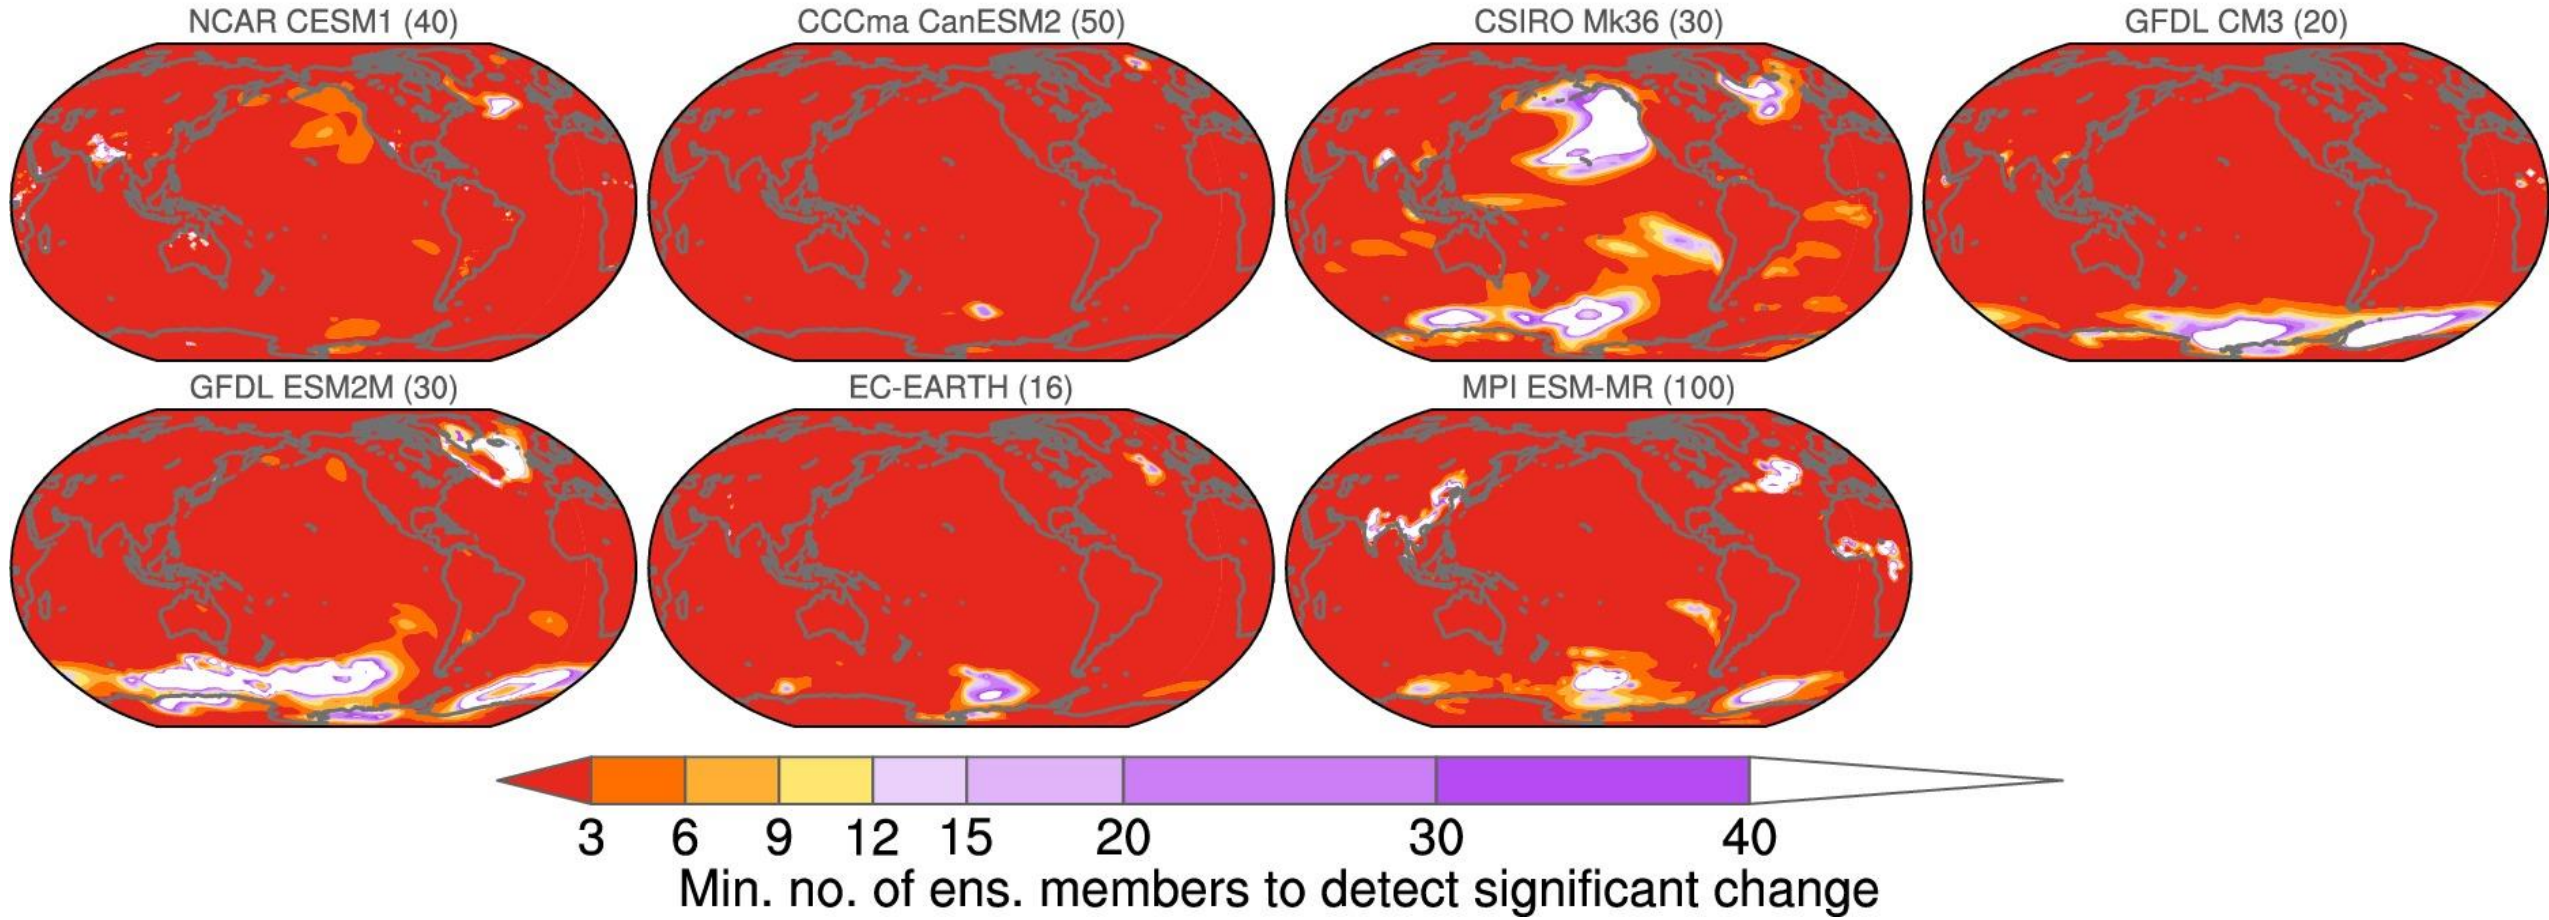 NCAR CESM1 (40)
CCCma CanESM2 (50)
CSIRO Mk36 (30)
GFDL CM3 (20)
GFDL ESM2M (30)
EC-EARTH (16)
MPI ESM-MR (100)
3 6 9 12 15 20 30 40
Min. no. of ens. members to detect significant change